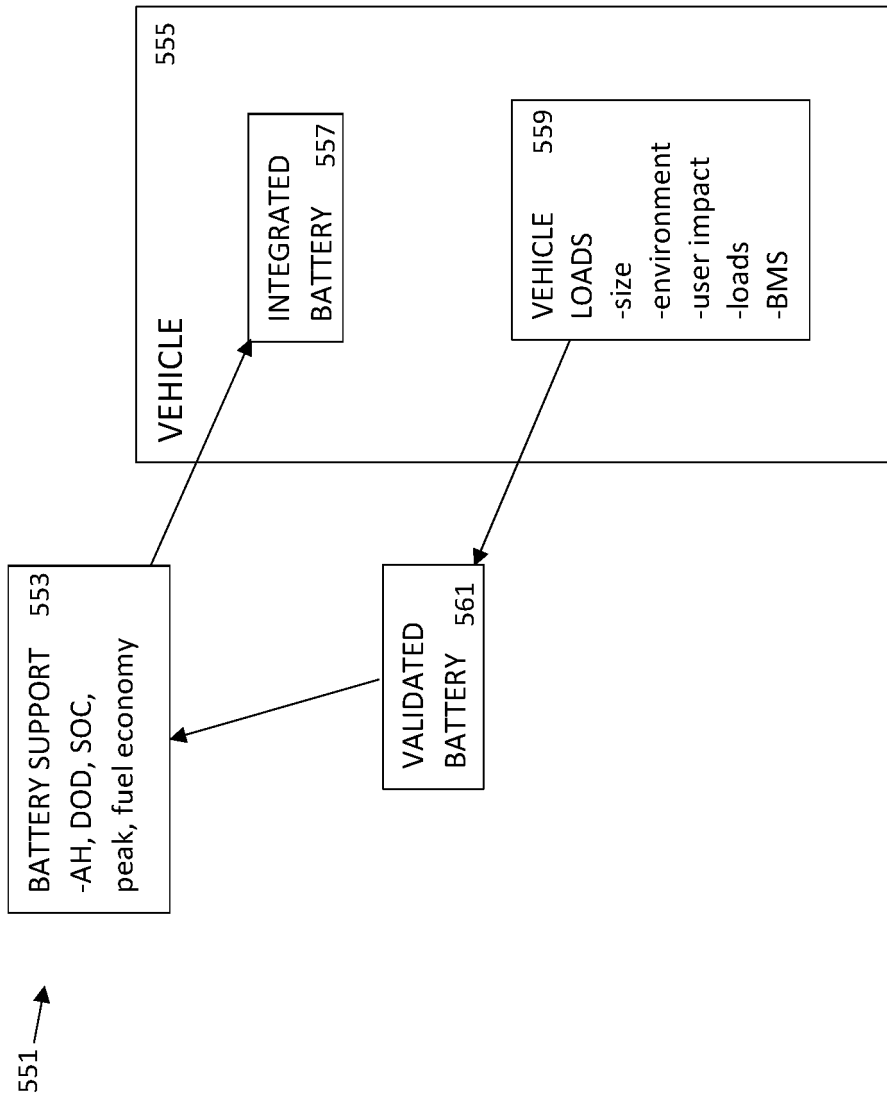 551
BATTERY SUPPORT 553
-AH, DOD, SOC,
peak, fuel economy
VALIDATED
BATTERY 561
VEHICLE 555
INTEGRATED
BATTERY 557
VEHICLE 559
LOADS
-size
-environment
-user impact
-loads
-BMS